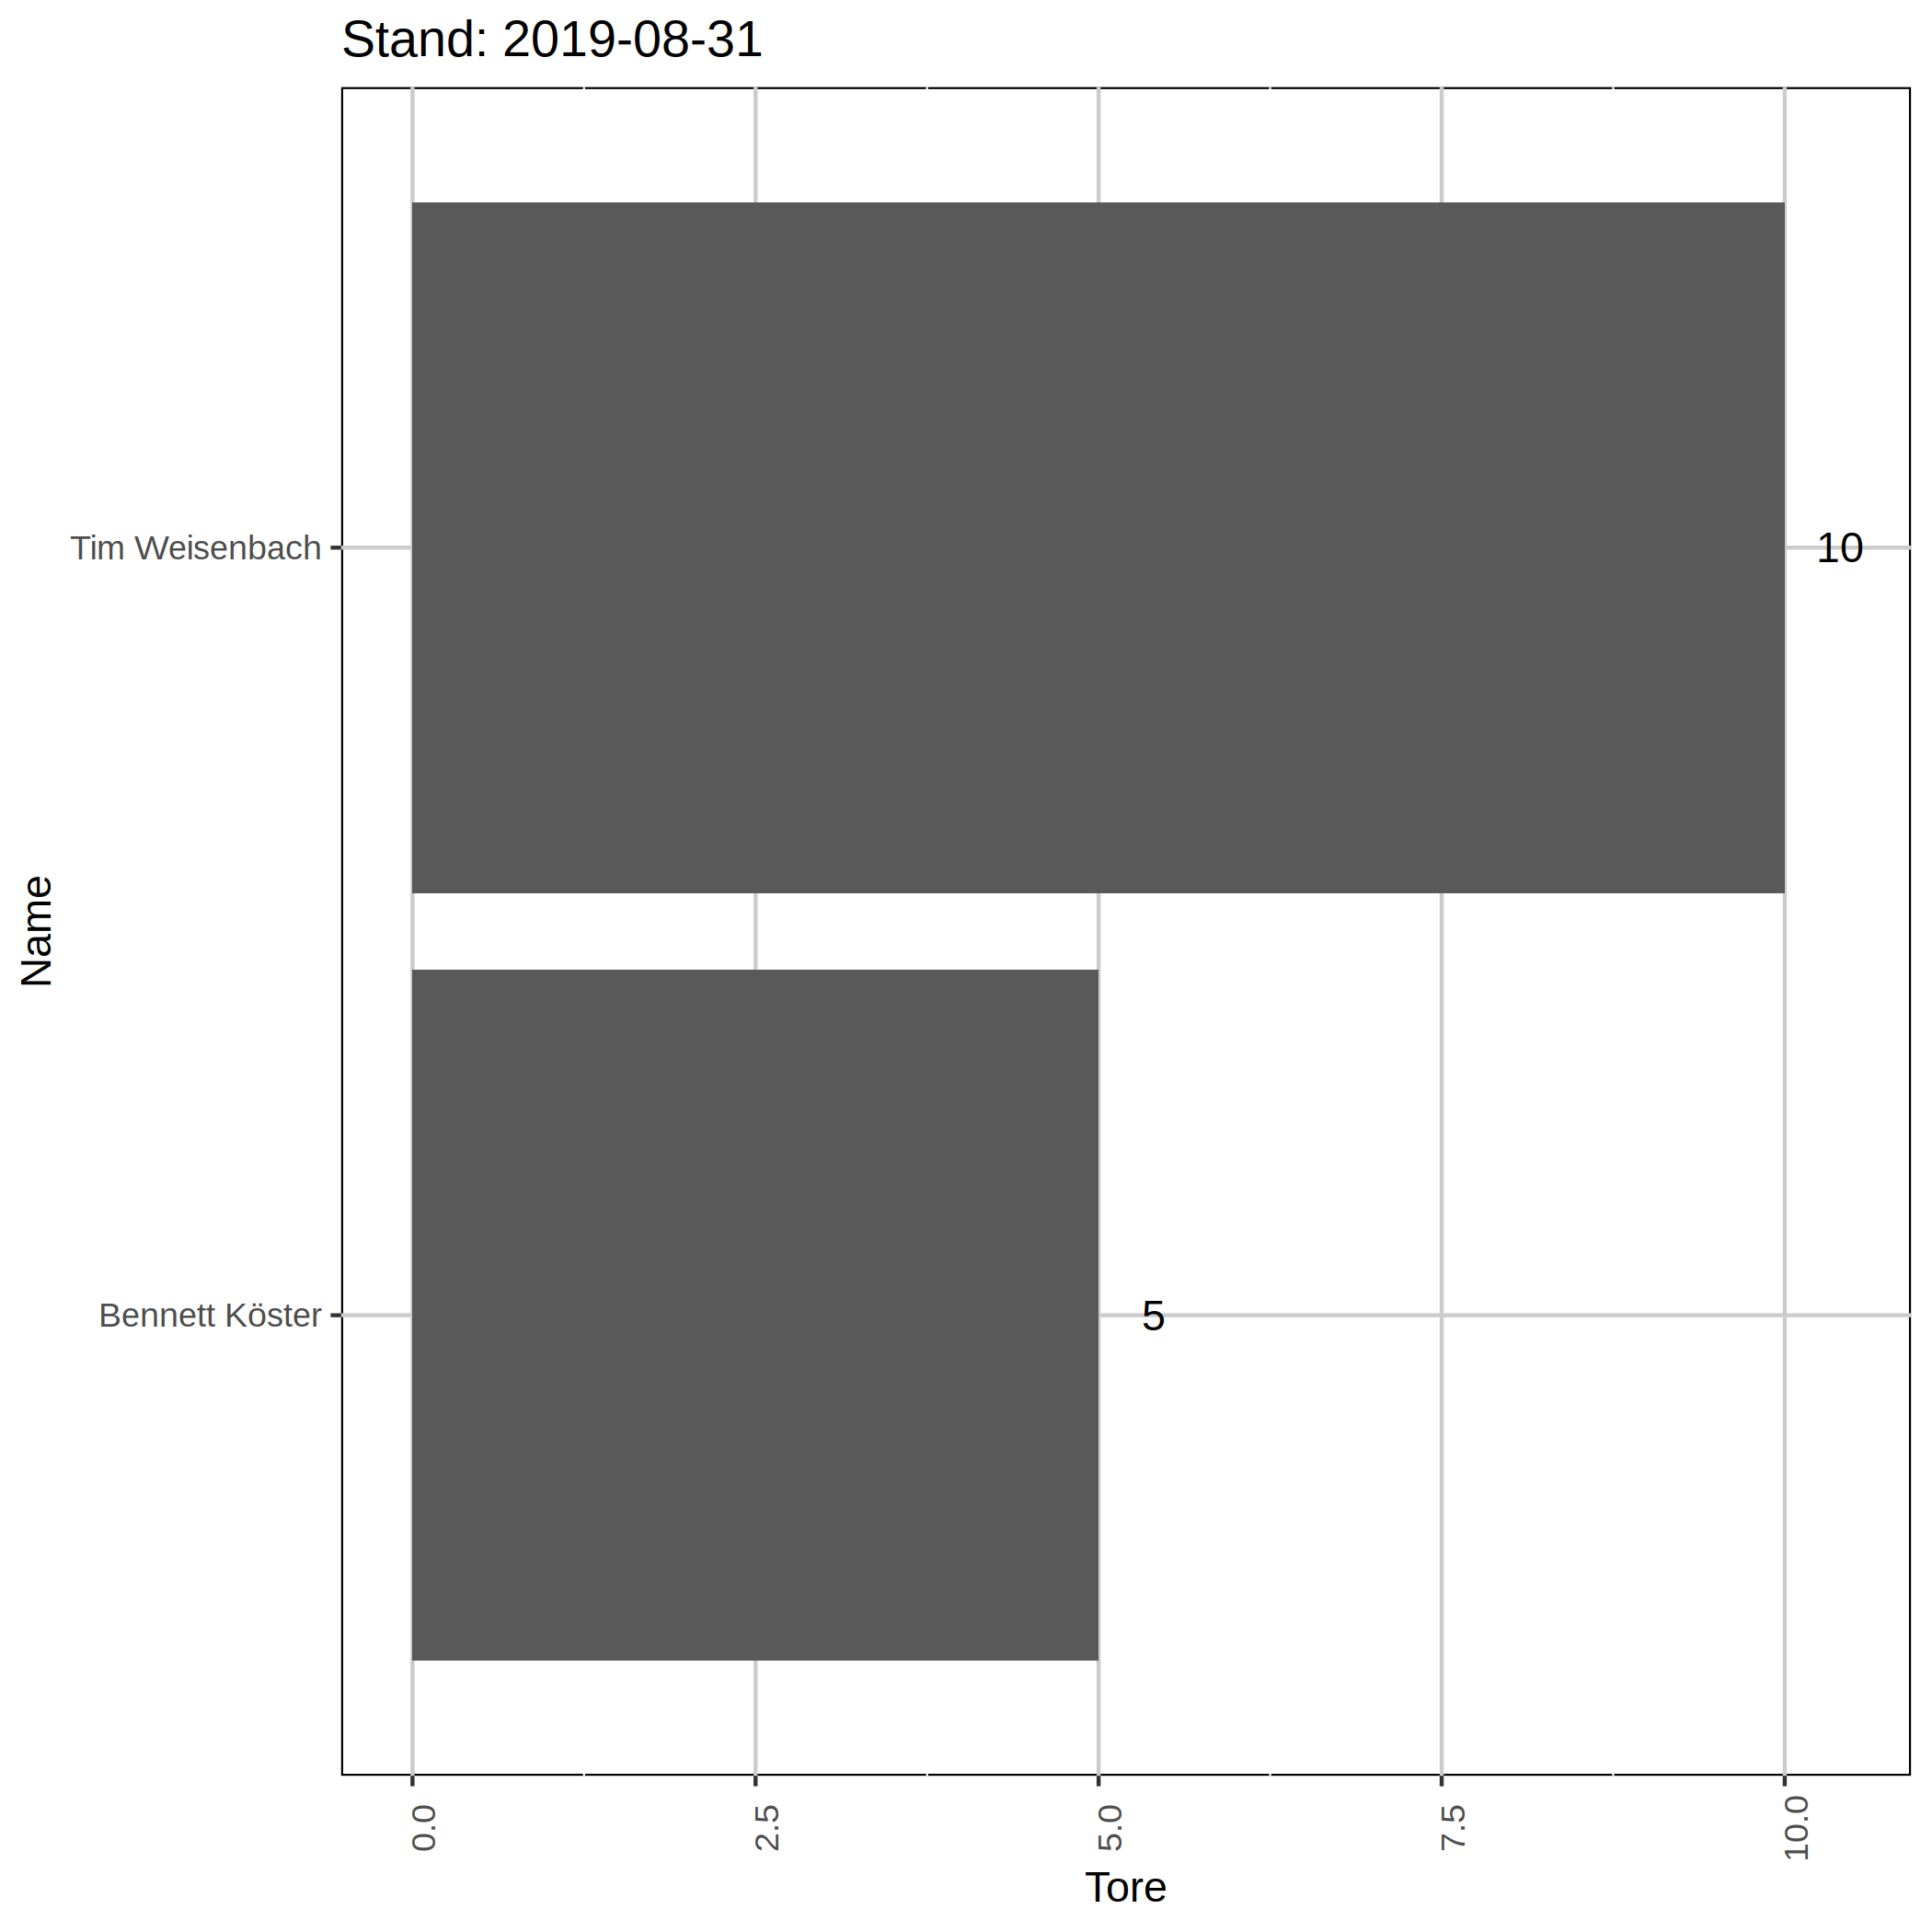 Stand: 2019-08-31
Name
Tim Weisenbach
10
Bennett Köster
5
0.0
2.5
5.0
7.5
10.0
Tore